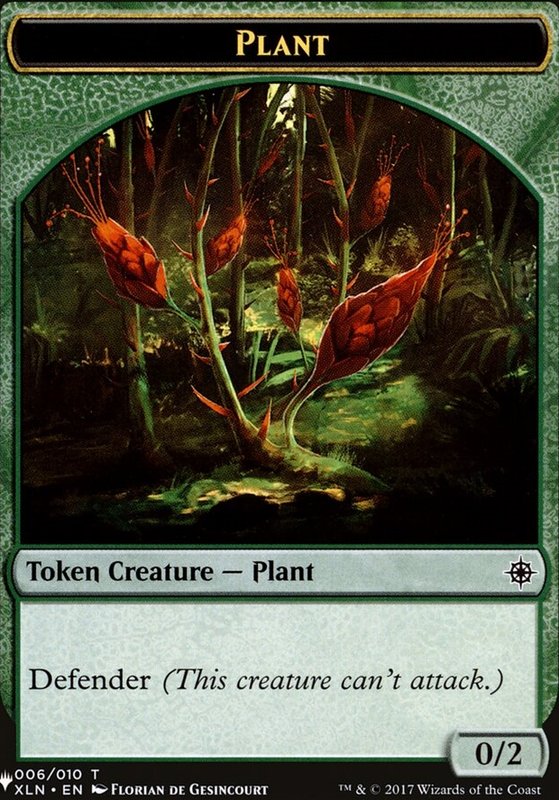 PLANT
Token Creature — Plant
Defender (This creature can't attack.)
0/2
006/010 T
XLN • EN FLORIAN DE GESINCOURT
™ & © 2017 Wizards of the Coast